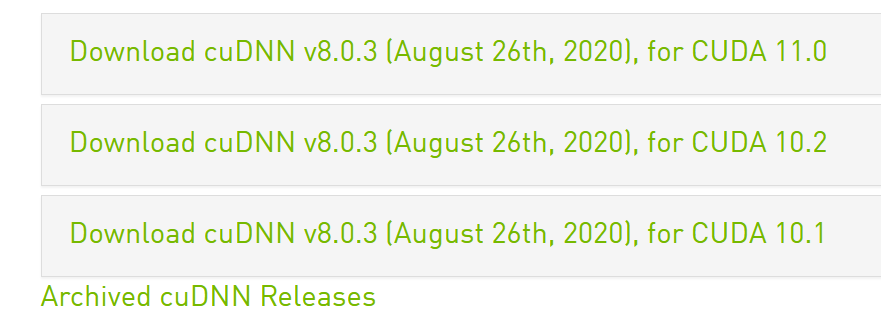 Download cuDNN v8.0.3 (August 26th, 2020), for CUDA 11.0
Download cuDNN v8.0.3 (August 26th, 2020), for CUDA 10.2
Download cuDNN v8.0.3 (August 26th, 2020), for CUDA 10.1
Archived cuDNN Releases